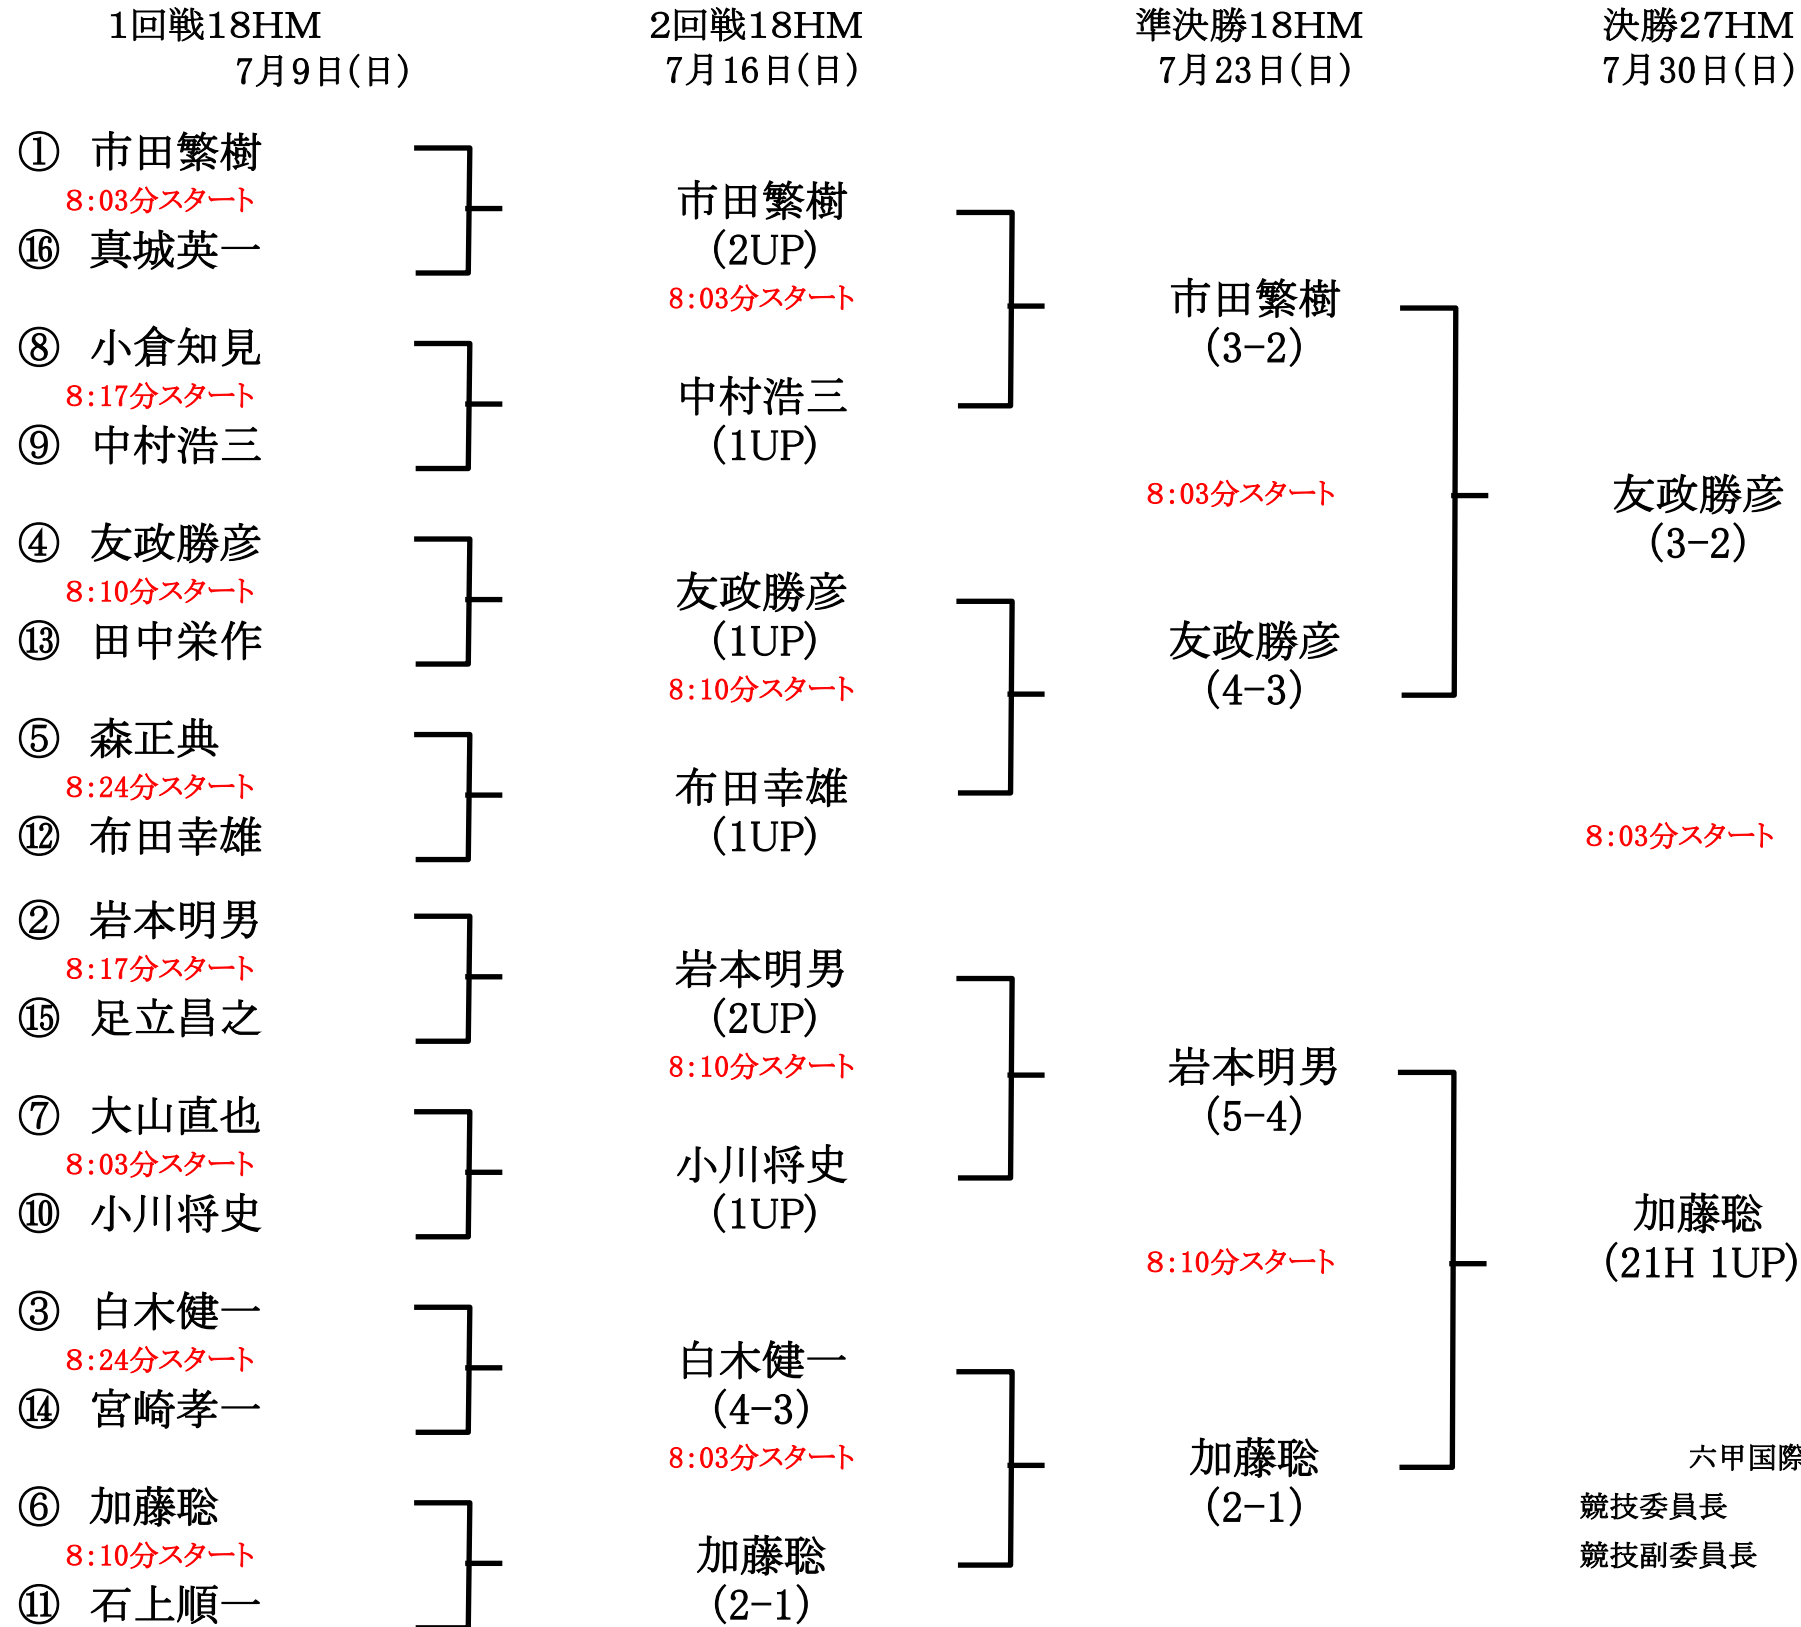 1回戦18HM
7月9日(日)
① 市田繁樹
8:03分スタート
⑯ 真城英一
⑧ 小倉知見
8:17分スタート
⑨ 中村浩三
④ 友政勝彦
8:10分スタート
⑬ 田中栄作
⑤ 森正典
8:24分スタート
⑫ 布田幸雄
② 岩本明男
8:17分スタート
⑮ 足立昌之
⑦ 大山直也
8:03分スタート
⑩ 小川将史
③ 白木健一
8:24分スタート
⑭ 宮崎孝一
⑥ 加藤聡
8:10分スタート
⑪ 石上順一
2回戦18HM
7月16日(日)
市田繁樹
(2UP)
8:03分スタート
中村浩三
(1UP)
友政勝彦
(1UP)
8:10分スタート
布田幸雄
(1UP)
岩本明男
(2UP)
8:10分スタート
小川将史
(1UP)
白木健一
(4-3)
8:03分スタート
加藤聡
(2-1)
準決勝18HM
7月23日(日)
市田繁樹
(3-2)
8:03分スタート
友政勝彦
(4-3)
岩本明男
(5-4)
8:10分スタート
加藤聡
(2-1)
決勝27HM
7月30日(日)
友政勝彦
(3-2)
8:03分スタート
加藤聡
(21H 1UP)
六甲国際
競技委員長
競技副委員長